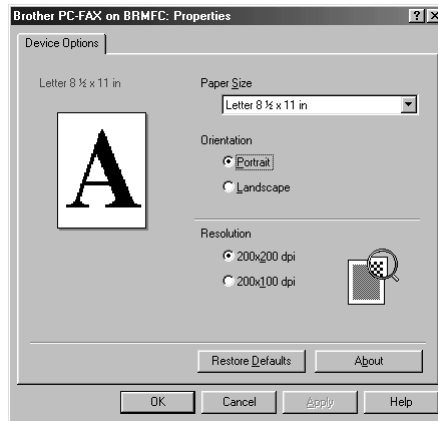 Brother PC-FAX on BRMFC: Properties
Device Options
Letter 8 ½ x 11 in
Paper Size
Letter 8 ½ x 11 in
Orientation
Portrait
Landscape
A
Resolution
200x200 dpi
200x100 dpi
Restore Defaults
About
OK
Cancel
Apply
Help